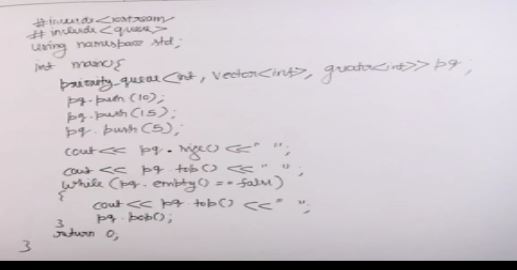 #include<iostream>
#include<queue>
using namespace std;
int main(){
priority_queue<int, vector<int>, greater<int>> pq;
pq.push(10);
pq.push(15);
pq.push(5);
cout<< pq.size() <<" ";
cout << pq.top() << " ";
while (pq.empty() == false)
{
cout << pq.top() <<" ";
pq.pop();
}
return 0;
}